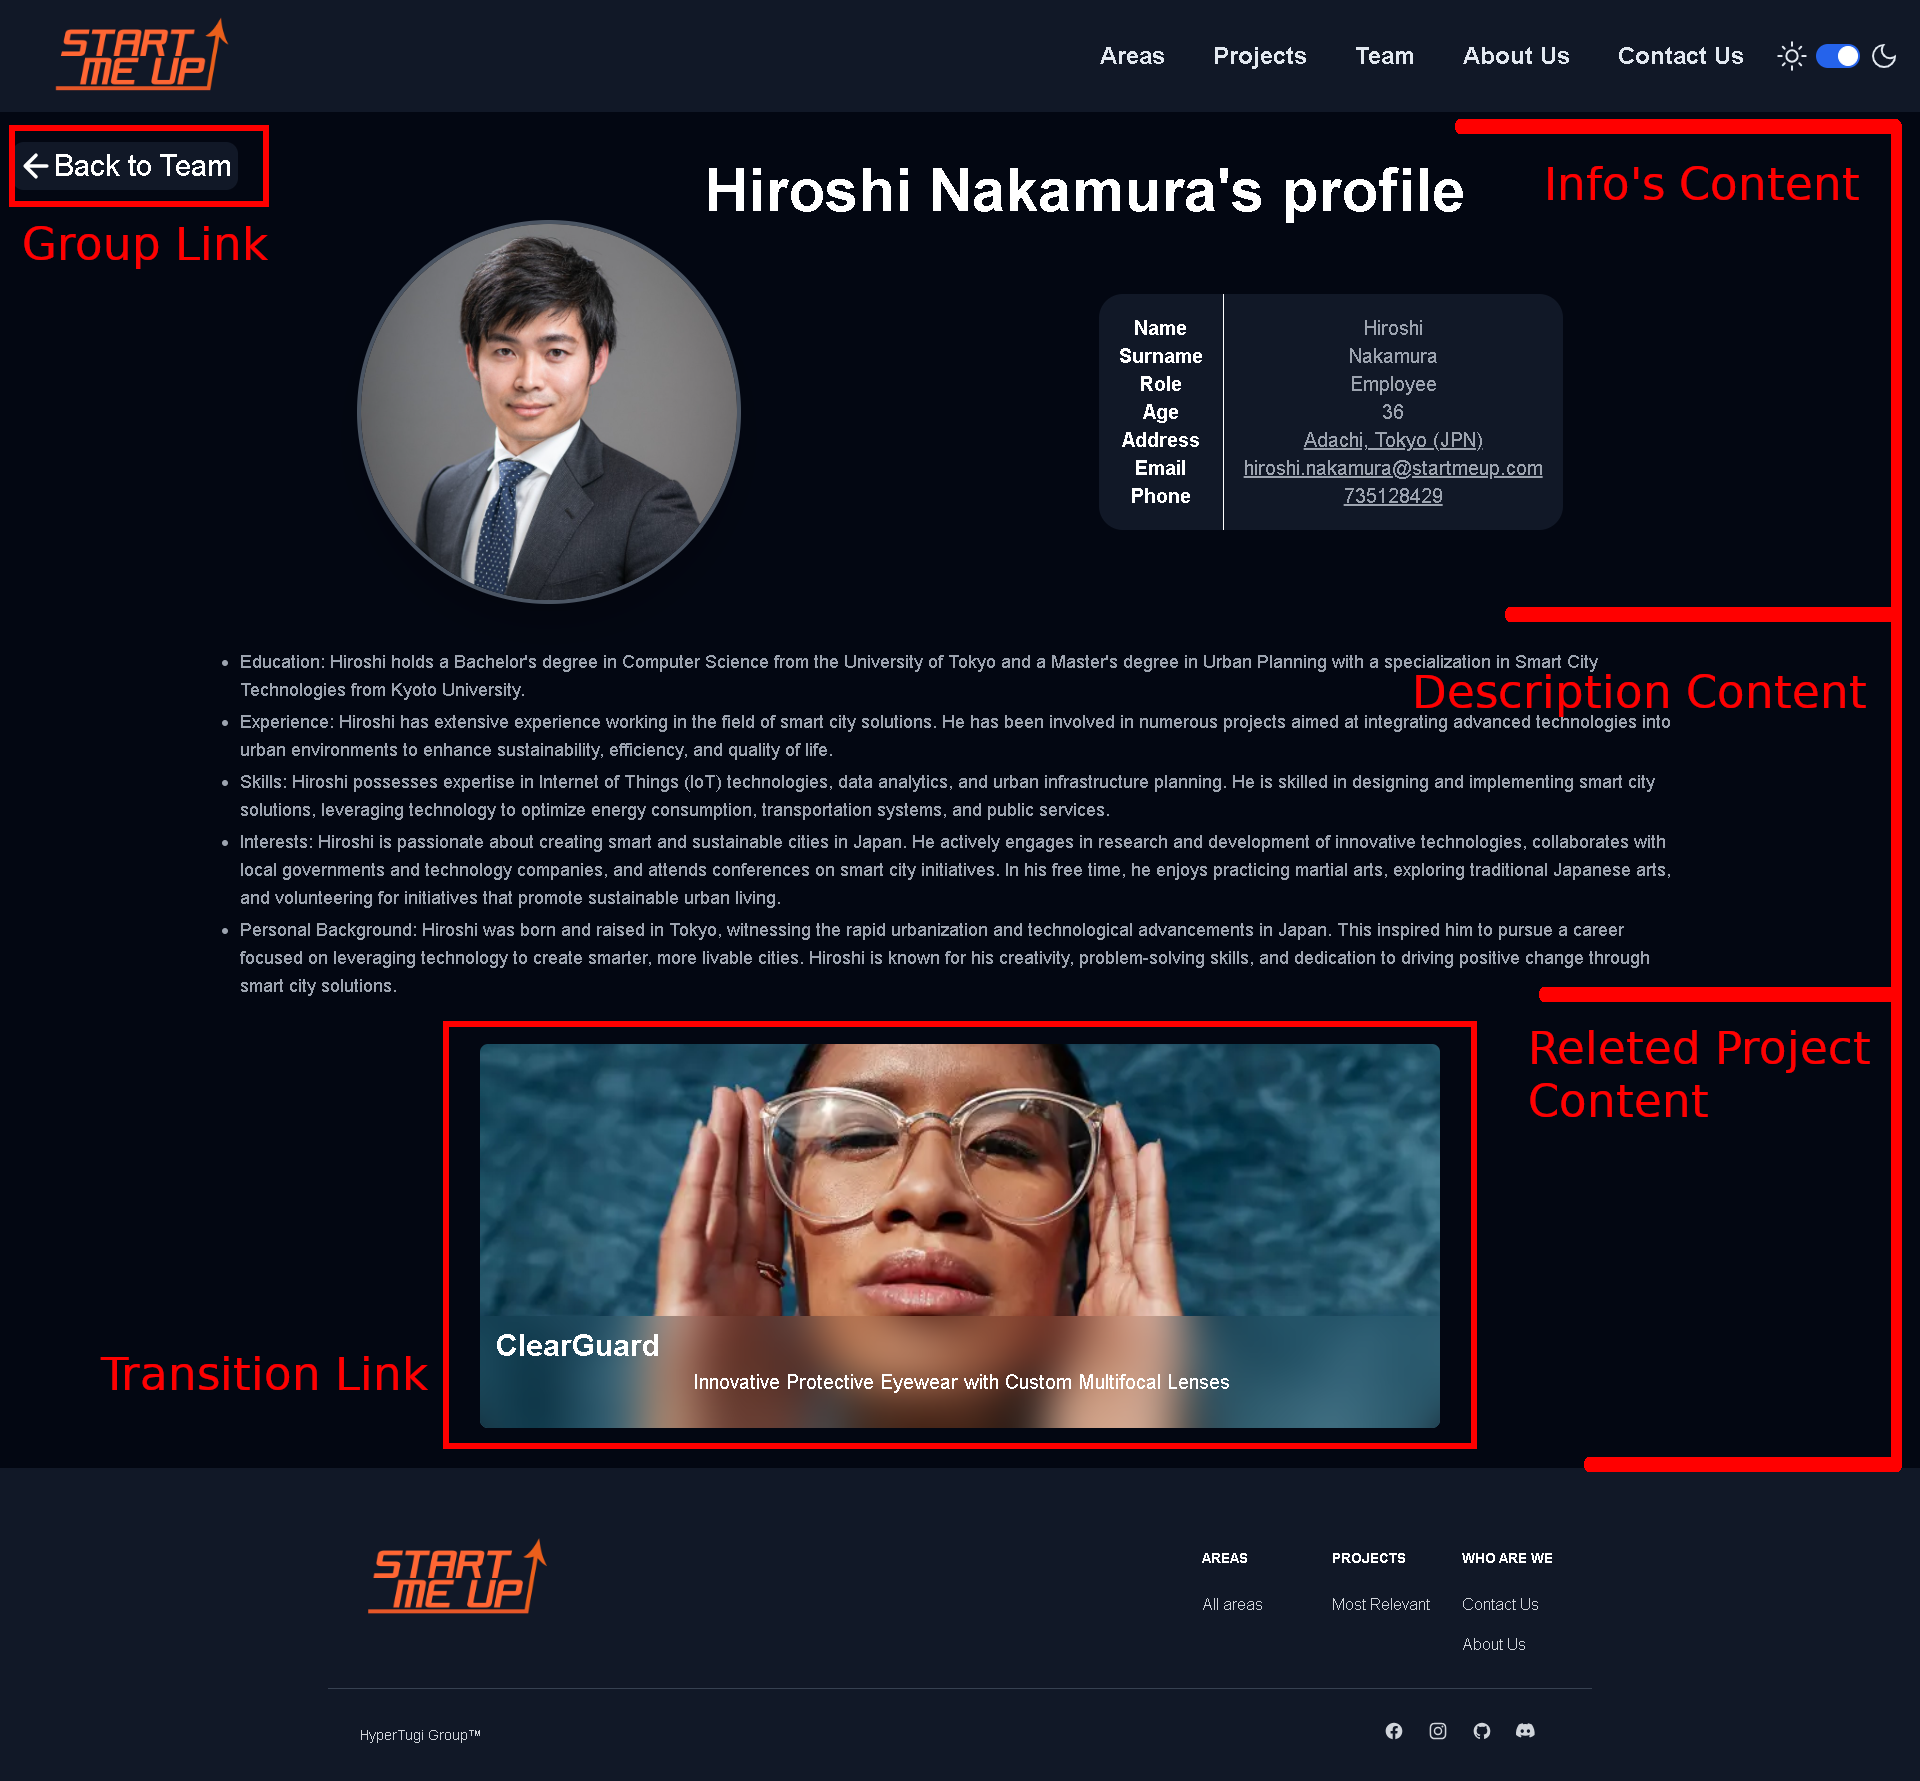 START
ME UP
Areas
Projects
Team
About Us
Contact Us
Back to Team
Group Link
Hiroshi Nakamura's profile
Info's Content
Name
Hiroshi
Surname
Nakamura
Role
Employee
Age
36
Address
Adachi, Tokyo (JPN)
Email
hiroshi.nakamura@startmeup.com
Phone
735128429
Education: Hiroshi holds a Bachelor's degree in Computer Science from the University of Tokyo and a Master's degree in Urban Planning with a specialization in Smart City
Technologies from Kyoto University.
Description Content
Experience: Hiroshi has extensive experience working in the field of smart city solutions. He has been involved in numerous projects aimed at integrating advanced technologies into
urban environments to enhance sustainability, efficiency, and quality of life.
Skills: Hiroshi possesses expertise in Internet of Things (IoT) technologies, data analytics, and urban infrastructure planning. He is skilled in designing and implementing smart city
solutions, leveraging technology to optimize energy consumption, transportation systems, and public services.
Interests: Hiroshi is passionate about creating smart and sustainable cities in Japan. He actively engages in research and development of innovative technologies, collaborates with
local governments and technology companies, and attends conferences on smart city initiatives. In his free time, he enjoys practicing martial arts, exploring traditional Japanese arts,
and volunteering for initiatives that promote sustainable urban living.
Personal Background: Hiroshi was born and raised in Tokyo, witnessing the rapid urbanization and technological advancements in Japan. This inspired him to pursue a career
focused on leveraging technology to create smarter, more livable cities. Hiroshi is known for his creativity, problem-solving skills, and dedication to driving positive change through
smart city solutions.
Releted Project
Content
ClearGuard
Innovative Protective Eyewear with Custom Multifocal Lenses
Transition Link
START
ME UP
AREAS
All areas
PROJECTS
Most Relevant
WHO ARE WE
Contact Us
About Us
HyperTugi Group™